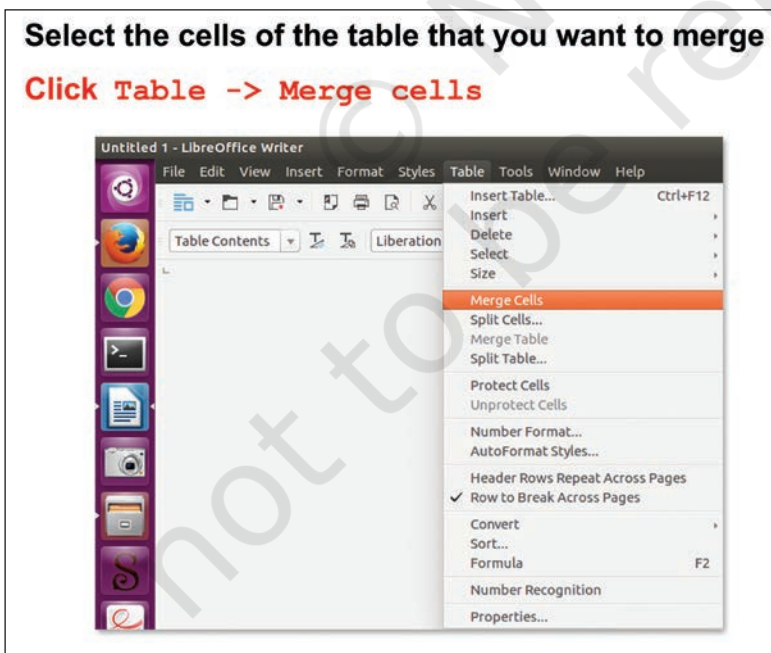 Select the cells of the table that you want to merge
Click Table -> Merge cells
Untitled 1 - LibreOffice Writer
File Edit View Insert Format Styles Table Tools Window Help
Table Contents Liberation
Insert Table... Ctrl+F12
Insert
Delete
Select
Size
Merge Cells
Split Cells...
Merge Table
Split Table...
Protect Cells
Unprotect Cells
Number Format...
AutoFormat Styles...
Header Rows Repeat Across Pages
✓ Row to Break Across Pages
Convert
Sort...
Formula F2
Number Recognition
Properties...
© N
not to be re